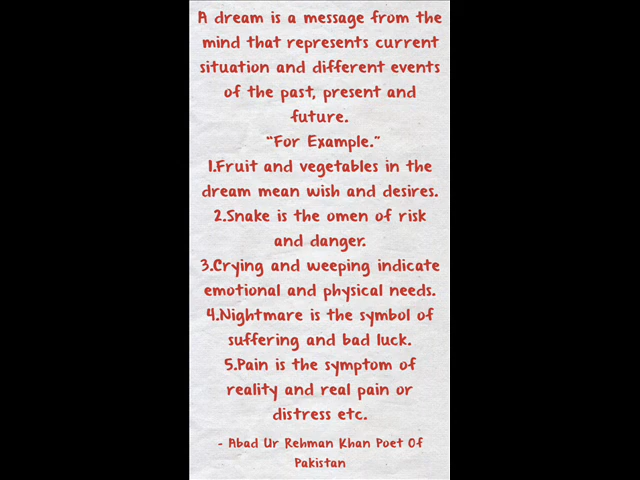 A dream is a message from the
mind that represents current
situation and different events
of the past, present and
future.
“For Example.”
1.Fruit and vegetables in the
dream mean wish and desires.
2.Snake is the omen of risk
and danger.
3.Crying and weeping indicate
emotional and physical needs.
4.Nightmare is the symbol of
suffering and bad luck.
5.Pain is the symptom of
reality and real pain or
distress etc.
- Abad Ur Rehman Khan Poet Of
Pakistan